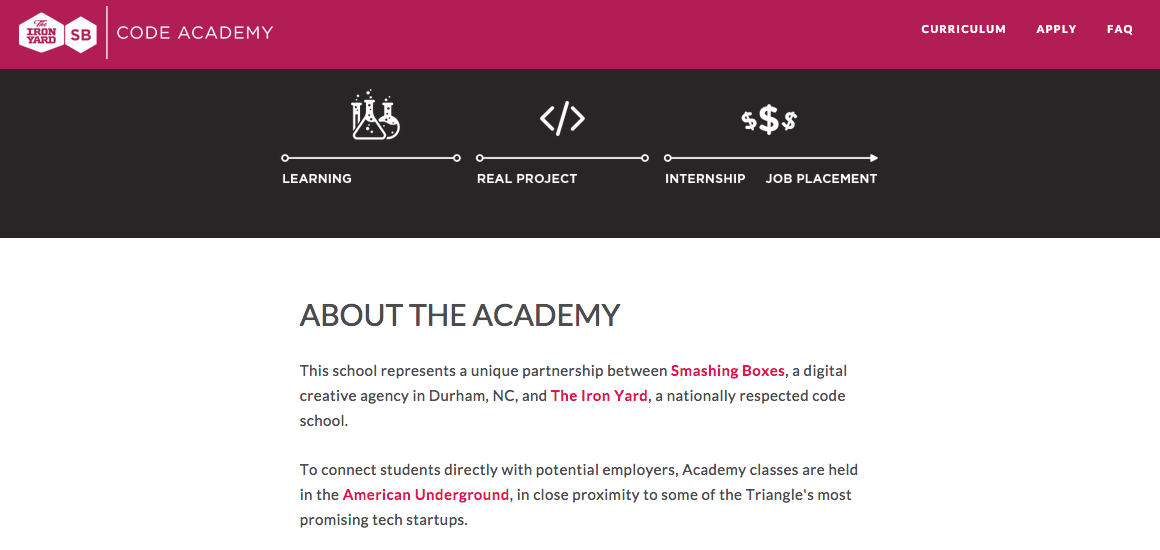 The
IRON
YARD
SB
CODE ACADEMY
CURRICULUM APPLY FAQ
</>
$$$
LEARNING REAL PROJECT INTERNSHIP JOB PLACEMENT
ABOUT THE ACADEMY
This school represents a unique partnership between Smashing Boxes, a digital
creative agency in Durham, NC, and The Iron Yard, a nationally respected code
school.
To connect students directly with potential employers, Academy classes are held
in the American Underground, in close proximity to some of the Triangle's most
promising tech startups.